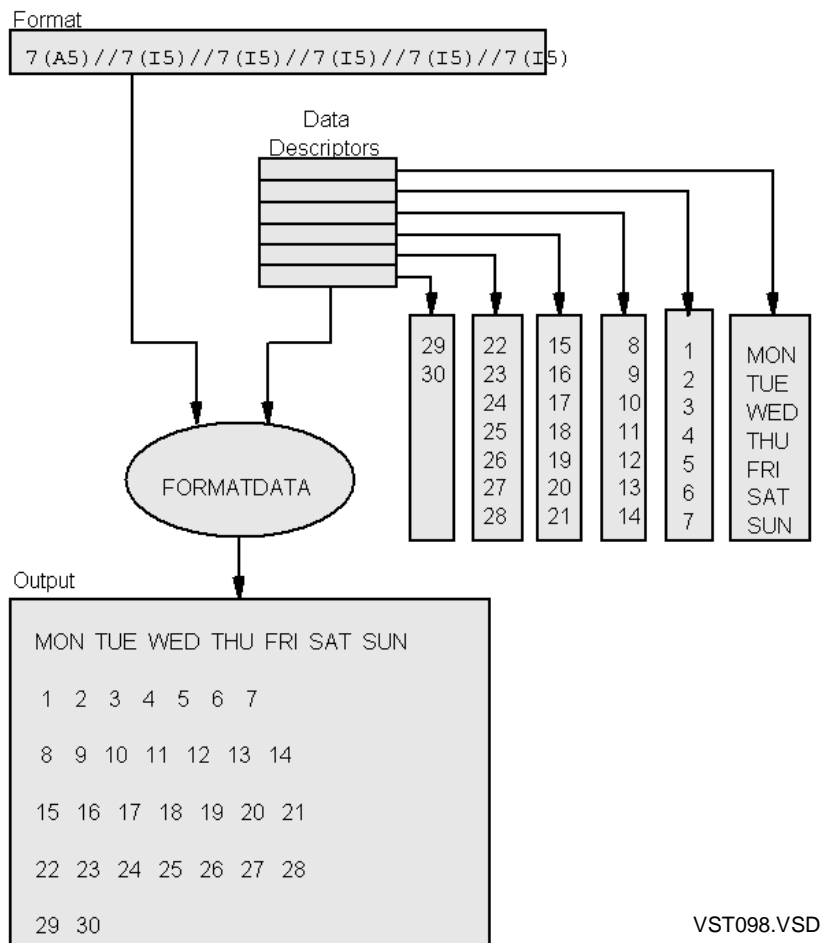 Format
7(A5)//7(I5)//7(I5)//7(I5)//7(I5)//7(I5)
Data
Descriptors
29
30
22
23
24
25
26
27
28
15
16
17
18
19
20
21
8
9
10
11
12
13
14
1
2
3
4
5
6
7
MON
TUE
WED
THU
FRI
SAT
SUN
FORMATDATA
Output
MON TUE WED THU FRI SAT SUN
1 2 3 4 5 6 7
8 9 10 11 12 13 14
15 16 17 18 19 20 21
22 23 24 25 26 27 28
29 30
VST098.VSD